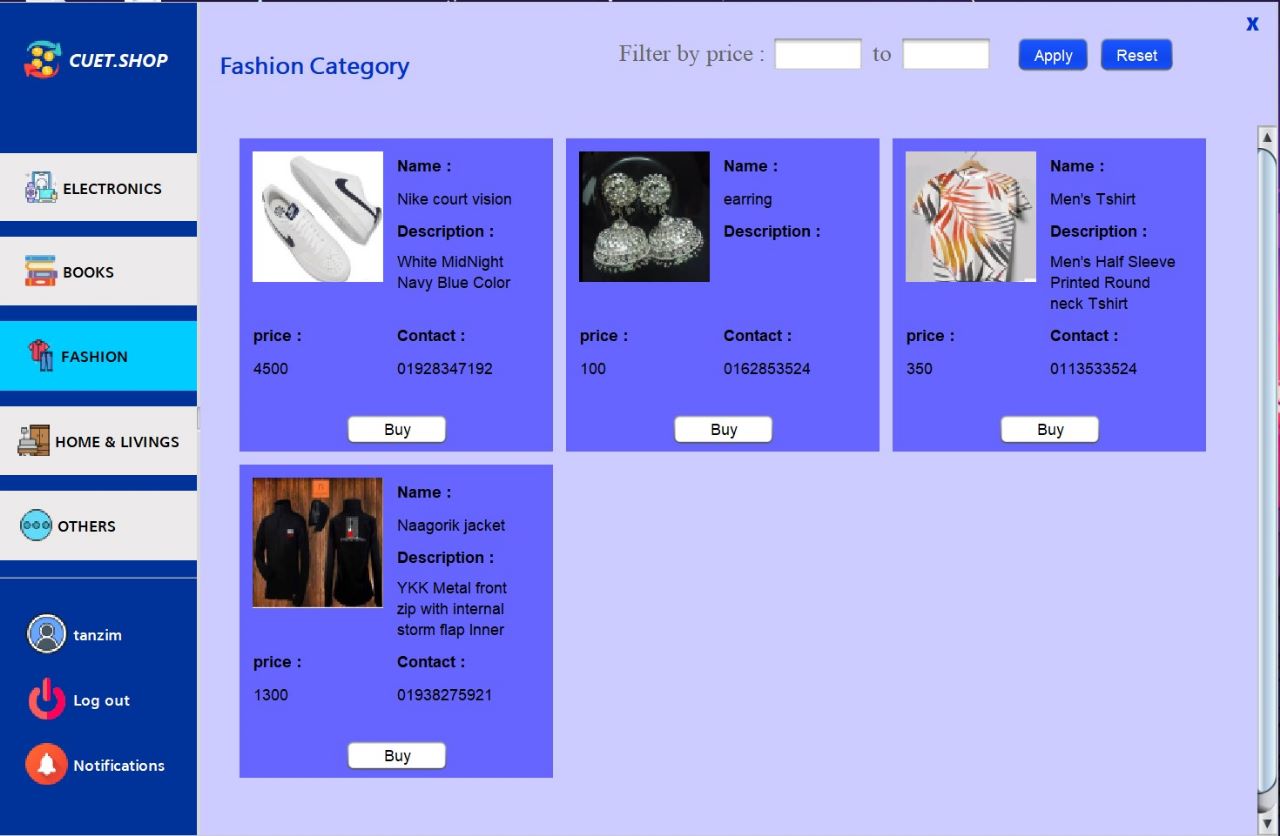 CUET.SHOP
ELECTRONICS
BOOKS
FASHION
HOME & LIVINGS
OTHERS
tanzim
Log out
Notifications
X
Fashion Category
Filter by price : to Apply Reset
Name :
Nike court vision
Description :
White MidNight
Navy Blue Color
price : Contact :
4500 01928347192
Buy
Name :
earring
Description :
price : Contact :
100 0162853524
Buy
Name :
Men's Tshirt
Description :
Men's Half Sleeve
Printed Round
neck Tshirt
price : Contact :
350 0113533524
Buy
Name :
Naagorik jacket
Description :
YKK Metal front
zip with internal
storm flap Inner
price : Contact :
1300 01938275921
Buy